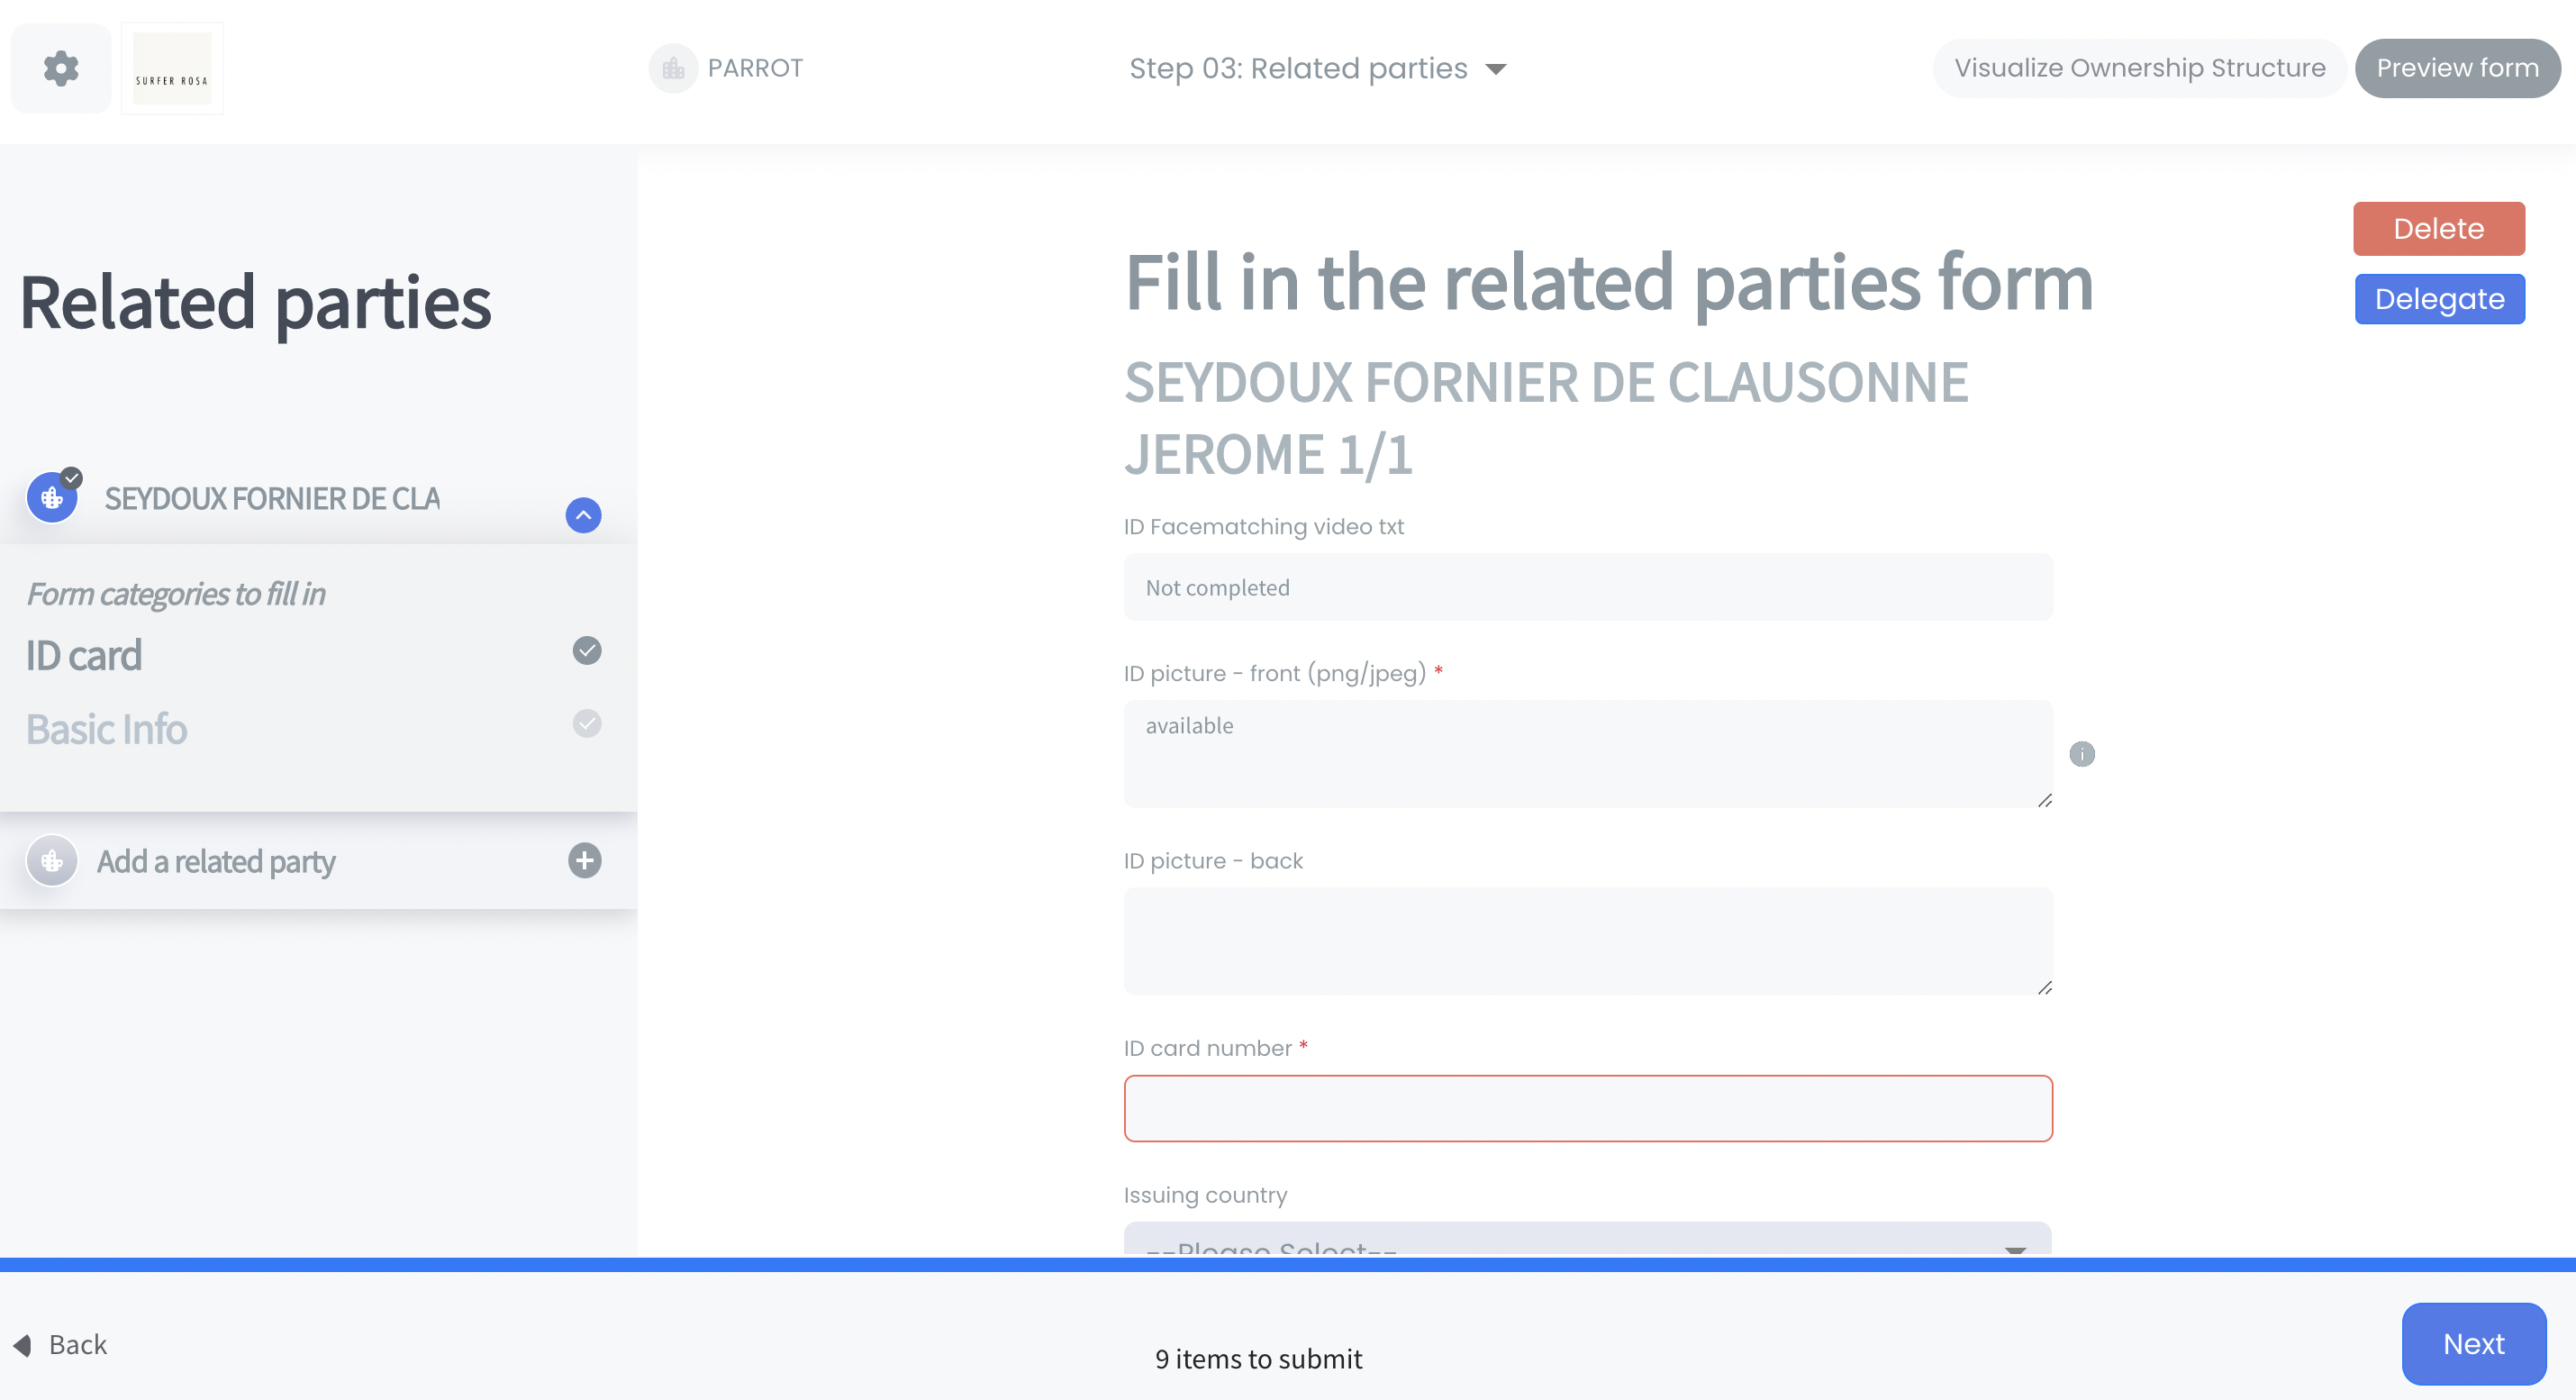 SURFER ROSA
PARROT
Step 03: Related parties
Visualize Ownership Structure
Preview form
Related parties
SEYDOUX FORNIER DE CLA
Form categories to fill in
ID card
Basic Info
Add a related party
Delete
Delegate
Fill in the related parties form
SEYDOUX FORNIER DE CLAUSONNE
JEROME 1/1
ID Facematching video txt
Not completed
ID picture - front (png/jpeg) *
available
i
ID picture - back
ID card number *
Issuing country
--Please Select--
Back
9 items to submit
Next